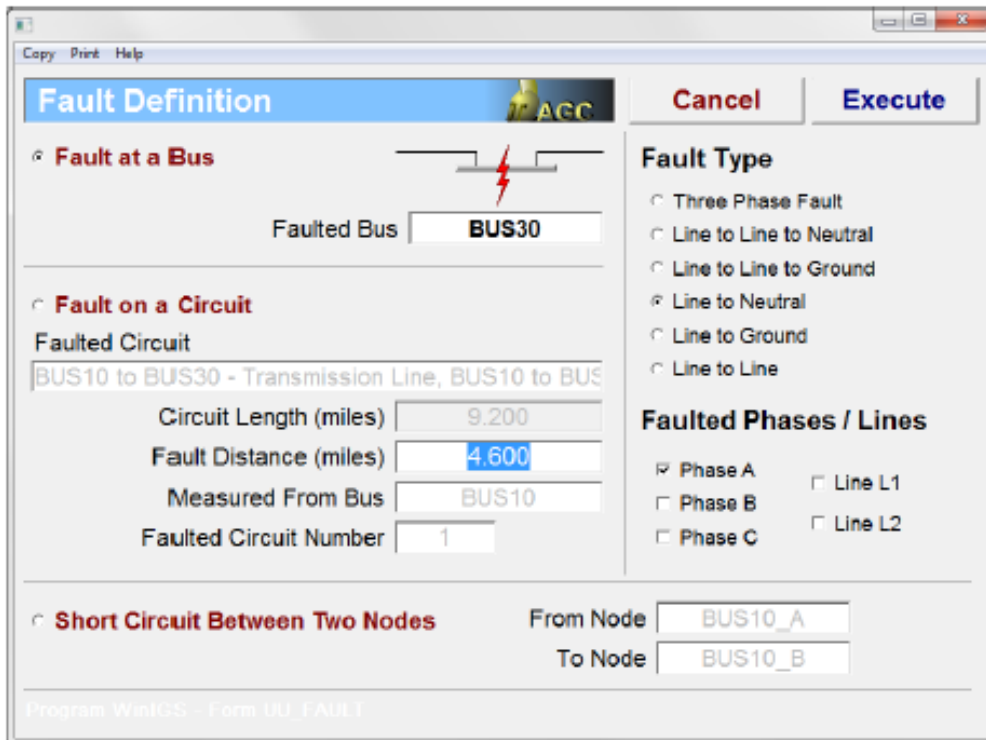 Copy Print Help
Fault Definition
AGC
Cancel
Execute
Fault at a Bus
Faulted Bus
BUS30
Fault on a Circuit
Faulted Circuit
BUS10 to BUS30 - Transmission Line, BUS10 to BUS
Circuit Length (miles)
9.200
Fault Distance (miles)
4.600
Measured From Bus
BUS10
Faulted Circuit Number
1
Fault Type
Three Phase Fault
Line to Line to Neutral
Line to Line to Ground
Line to Neutral
Line to Ground
Line to Line
Faulted Phases / Lines
Phase A
Phase B
Phase C
Line L1
Line L2
Short Circuit Between Two Nodes
From Node
BUS10_A
To Node
BUS10_B
Program WinIGS - Form UU_FAULT